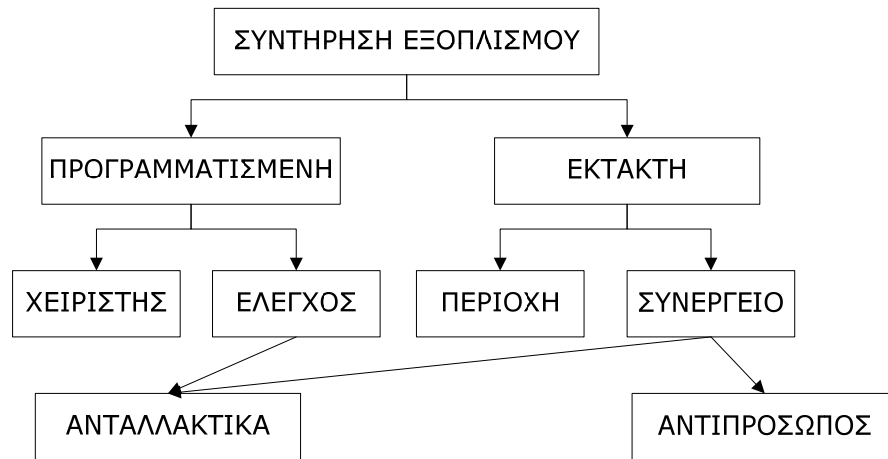 ΣΥΝΤΗΡΗΣΗ ΕΞΟΠΛΙΣΜΟΥ
ΠΡΟΓΡΑΜΜΑΤΙΣΜΕΝΗ
ΕΚΤΑΚΤΗ
ΧΕΙΡΙΣΤΗΣ
ΕΛΕΓΧΟΣ
ΠΕΡΙΟΧΗ
ΣΥΝΕΡΓΕΙΟ
ΑΝΤΑΛΛΑΚΤΙΚΑ
ΑΝΤΙΠΡΟΣΩΠΟΣ